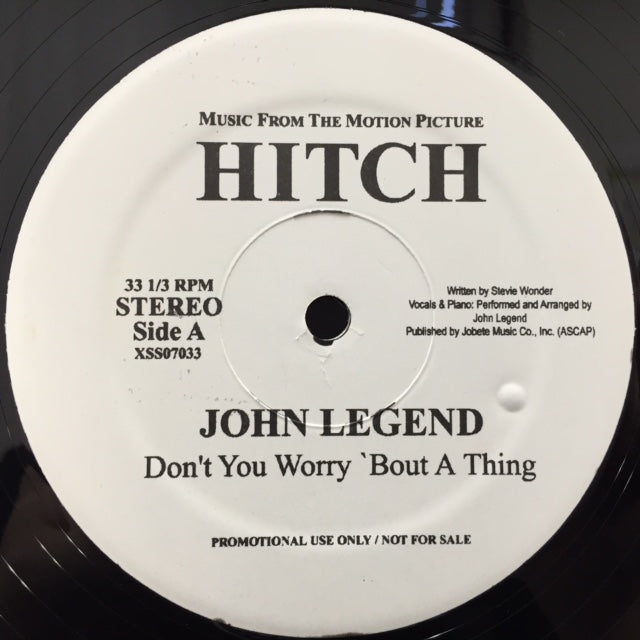 MUSIC FROM THE MOTION PICTURE
HITCH
33 1/3 RPM
STEREO
Side A
XSS07033
Written by Stevie Wonder
Vocals & Piano: Performed and Arranged by
John Legend
Published by Jobete Music Co., Inc. (ASCAP)
JOHN LEGEND
Don't You Worry `Bout A Thing
PROMOTIONAL USE ONLY / NOT FOR SALE